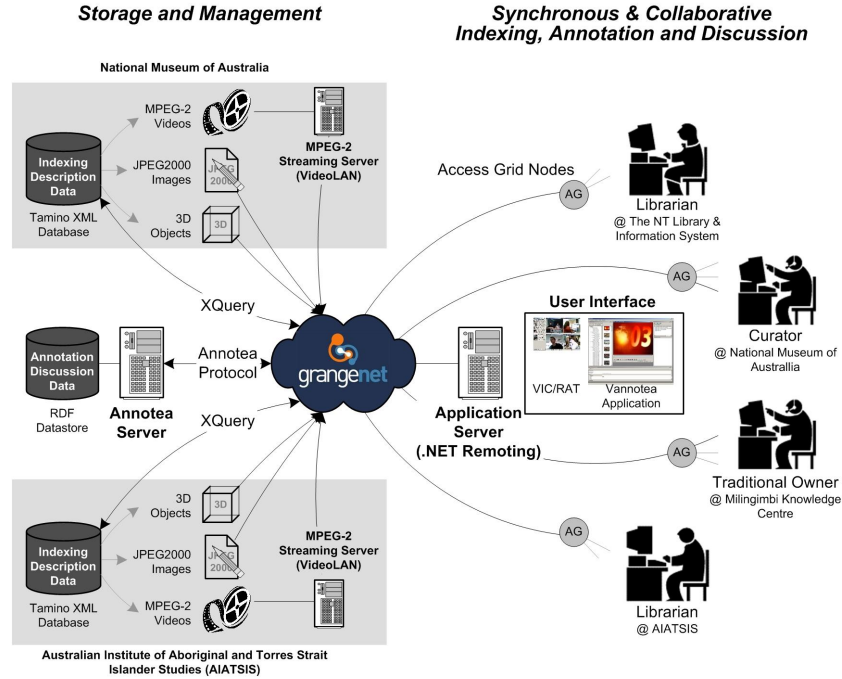 Storage and Management
Synchronous & Collaborative
Indexing, Annotation and Discussion
National Museum of Australia
MPEG-2
Videos
Indexing
Description
Data
JPEG2000
Images
JPEG
2000
3D
Objects
3D
Tamino XML
Database
MPEG-2
Streaming Server
(VideoLAN)
XQuery
Annotation
Discussion
Data
RDF
Datastore
Annotea
Server
Annotea
Protocol
grangenet
XQuery
3D
Objects
3D
Indexing
Description
Data
JPEG2000
Images
JPEG
2000
MPEG-2
Videos
Tamino XML
Database
MPEG-2
Streaming Server
(VideoLAN)
Australian Institute of Aboriginal and Torres Strait
Islander Studies (AIATSIS)
Access Grid Nodes
AG
Librarian
@ The NT Library &
Information System
AG
Curator
@ National Museum of
Australlia
User Interface
03
VIC/RAT
Vannotea
Application
Application
Server
(.NET Remoting)
AG
Traditional Owner
@ Milingimbi Knowledge
Centre
AG
Librarian
@ AIATSIS